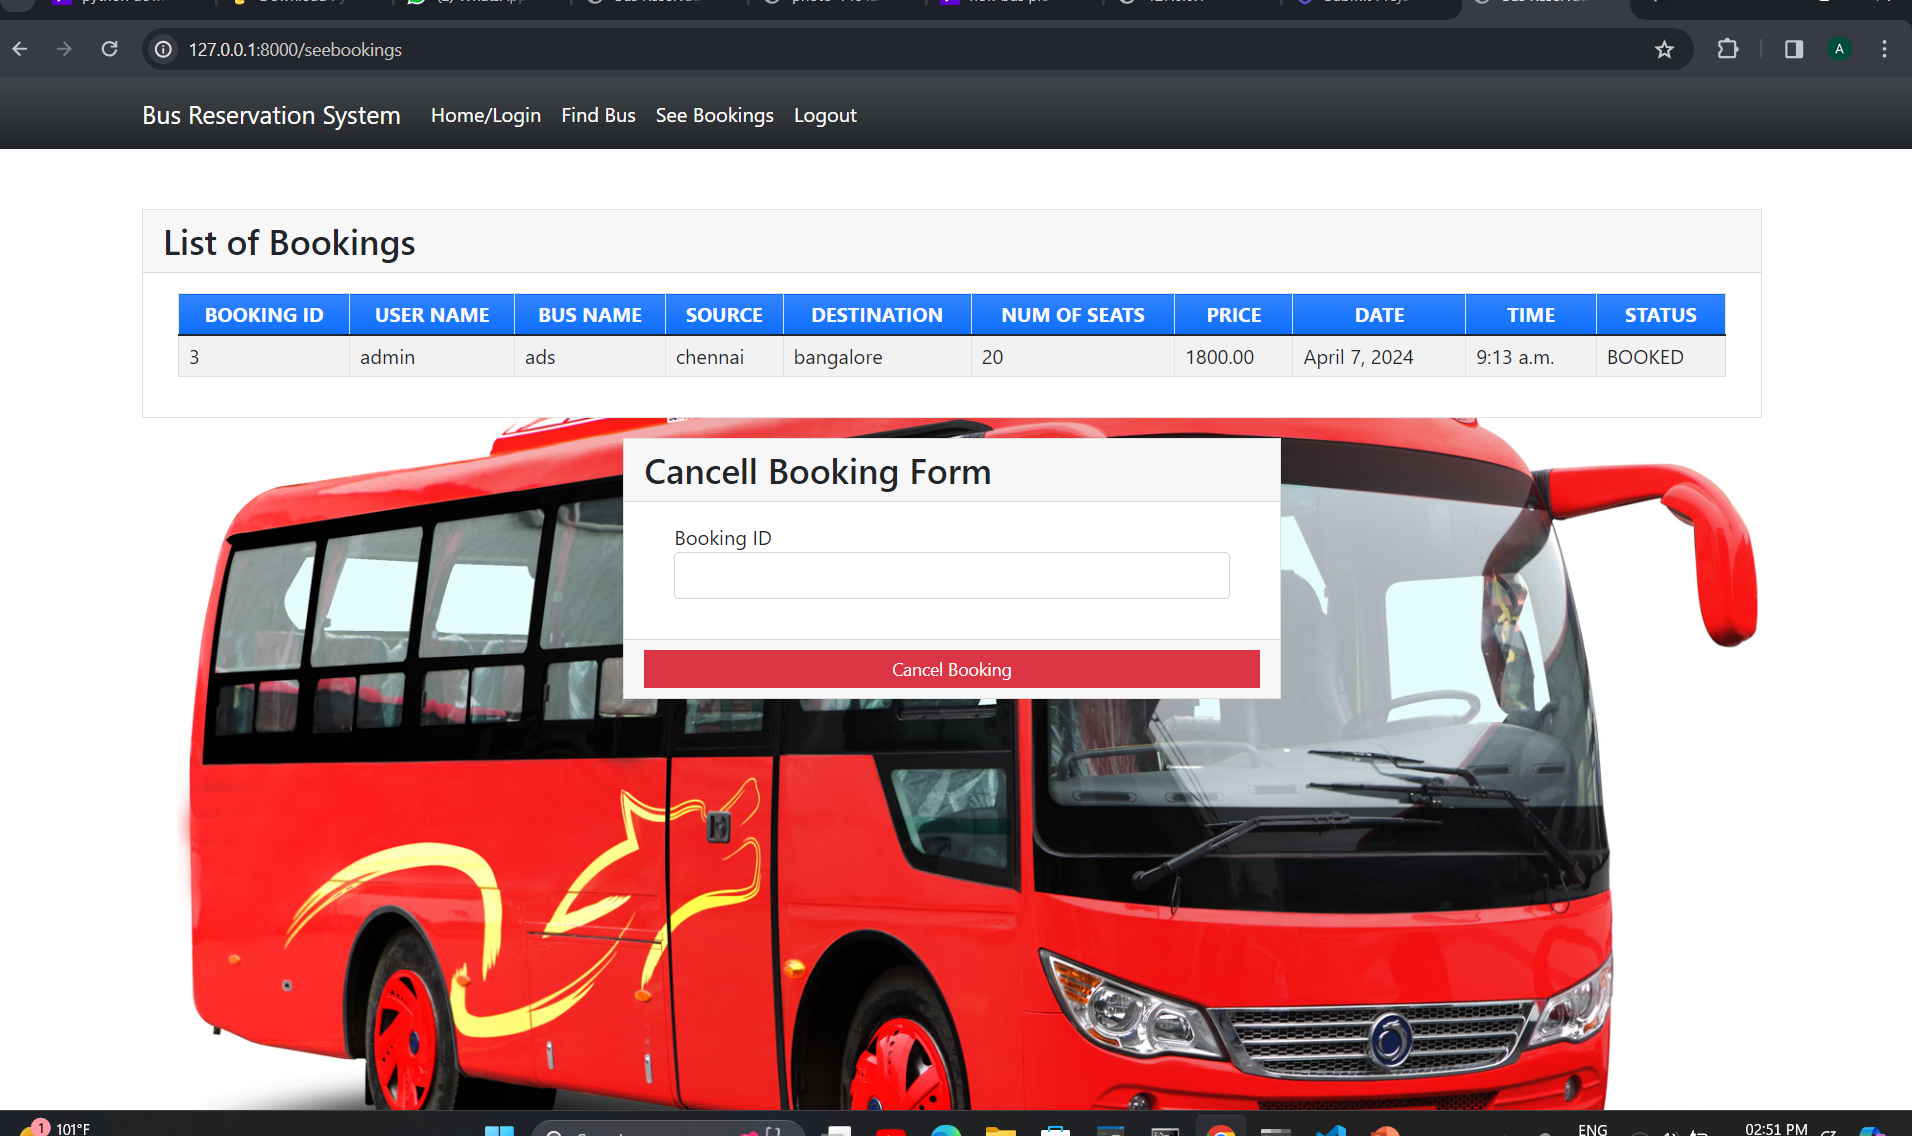 127.0.0.1:8000/seebookings
A
Bus Reservation System Home/Login Find Bus See Bookings Logout
List of Bookings
BOOKING ID USER NAME BUS NAME SOURCE DESTINATION NUM OF SEATS PRICE DATE TIME STATUS
3 admin ads chennai bangalore 20 1800.00 April 7, 2024 9:13 a.m. BOOKED
Cancell Booking Form
Booking ID
Cancel Booking
1 101°F
ENG
02:51 PM